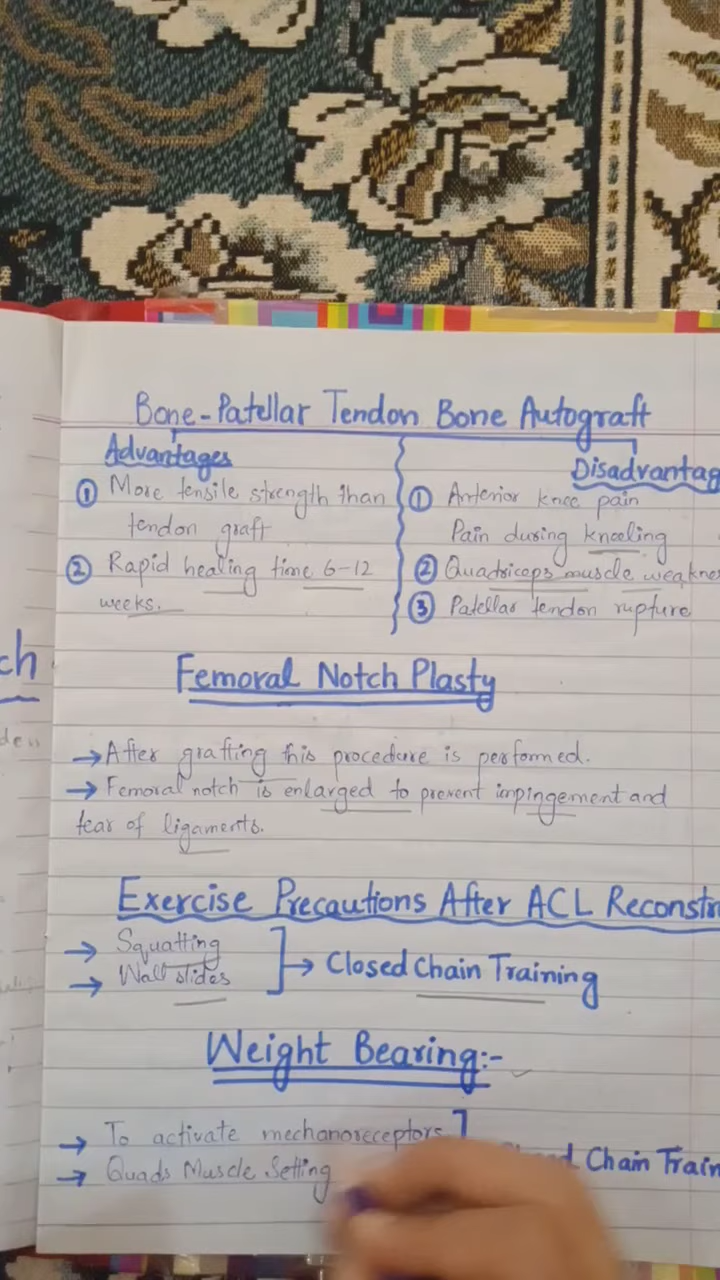 Bone-Patellar Tendon Bone Autograft
Advantages
① More tensile strength than
tendon graft
② Rapid healing time 6-12
weeks.
Disadvantag
① Anterior knee pain
Pain during kneeling
② Quadriceps muscle weaknes
③ Patellar tendon rupture
ch
den
Femoral Notch Plasty
→ After grafting this procedure is performed.
→ Femoral notch is enlarged to prevent impingement and
tear of ligaments.
Exercise Precautions After ACL Reconstru
→ Squatting
→ Wall slides
→ Closed Chain Training
Weight Bearing:-
→ To activate mechanoreceptors
→ Quads Muscle Setting
Chain Train